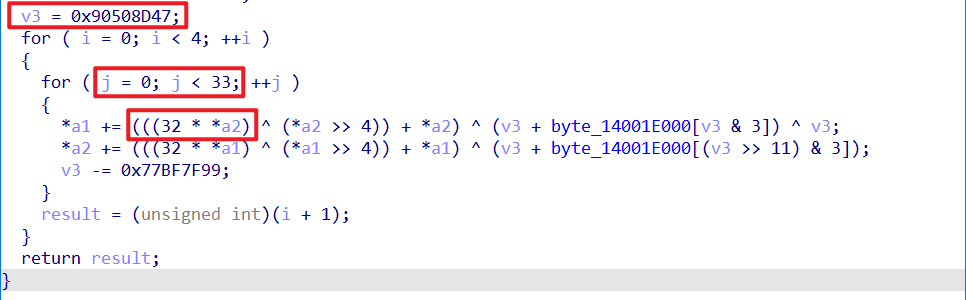 v3 = 0x90508D47;
for ( i = 0; i < 4; ++i )
{
for ( j = 0; j < 33; ++j )
{
*a1 += (((32 * *a2) ^ (*a2 >> 4)) + *a2) ^ (v3 + byte_14001E000[v3 & 3]) ^ v3;
*a2 += (((32 * *a1) ^ (*a1 >> 4)) + *a1) ^ (v3 + byte_14001E000[(v3 >> 11) & 3]);
v3 -= 0x77BF7F99;
}
result = (unsigned int)(i + 1);
}
return result;
}